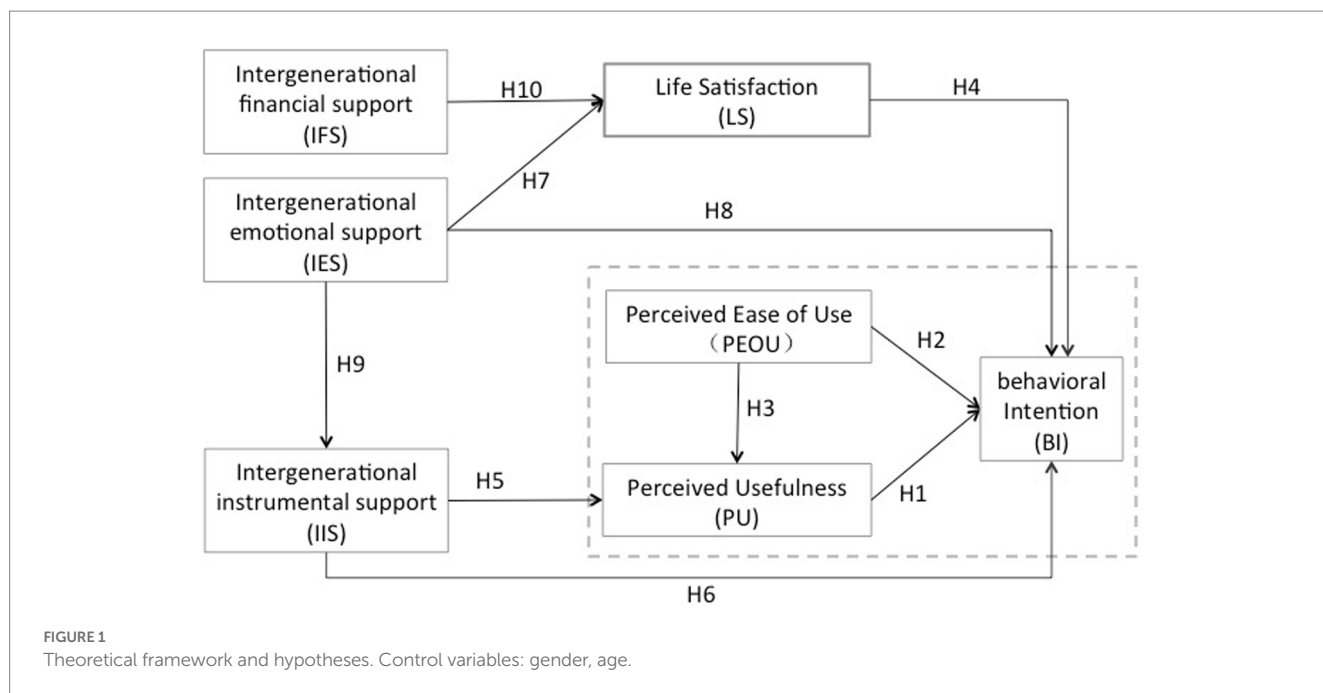 Intergenerational
financial support
(IFS)
H10
Life Satisfaction
(LS)
H4
H7
Intergenerational
emotional support
(IES)
H8
H9
Perceived Ease of Use
（PEOU）
H2
H3
behavioral
Intention
(BI)
Intergenerational
instrumental support
(IIS)
H5
Perceived Usefulness
(PU)
H1
H6
FIGURE 1
Theoretical framework and hypotheses. Control variables: gender, age.